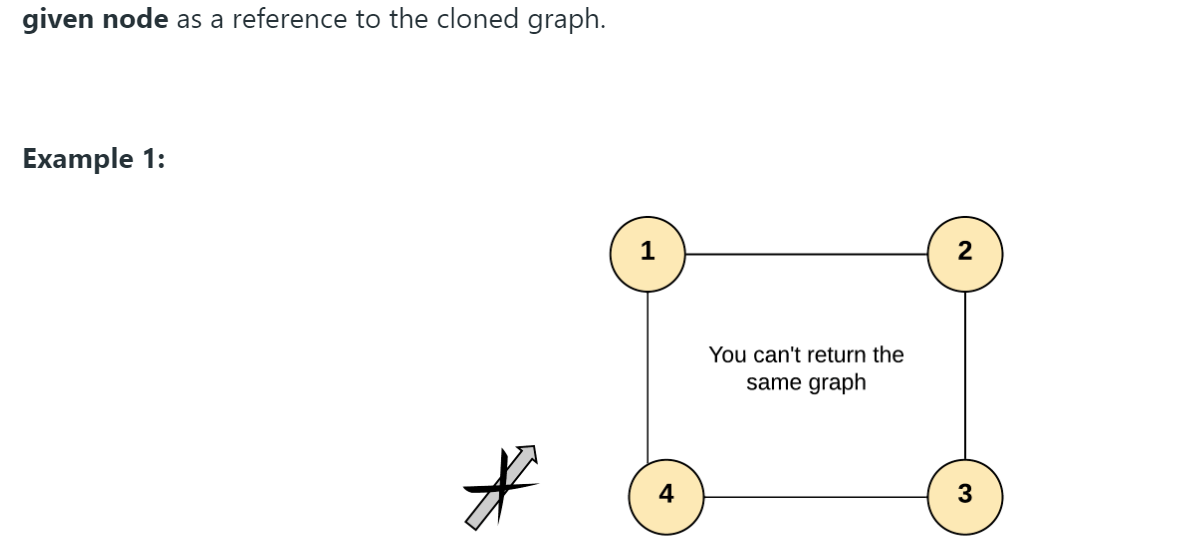 given node as a reference to the cloned graph.
Example 1:
1
2
You can't return the
same graph
4
3